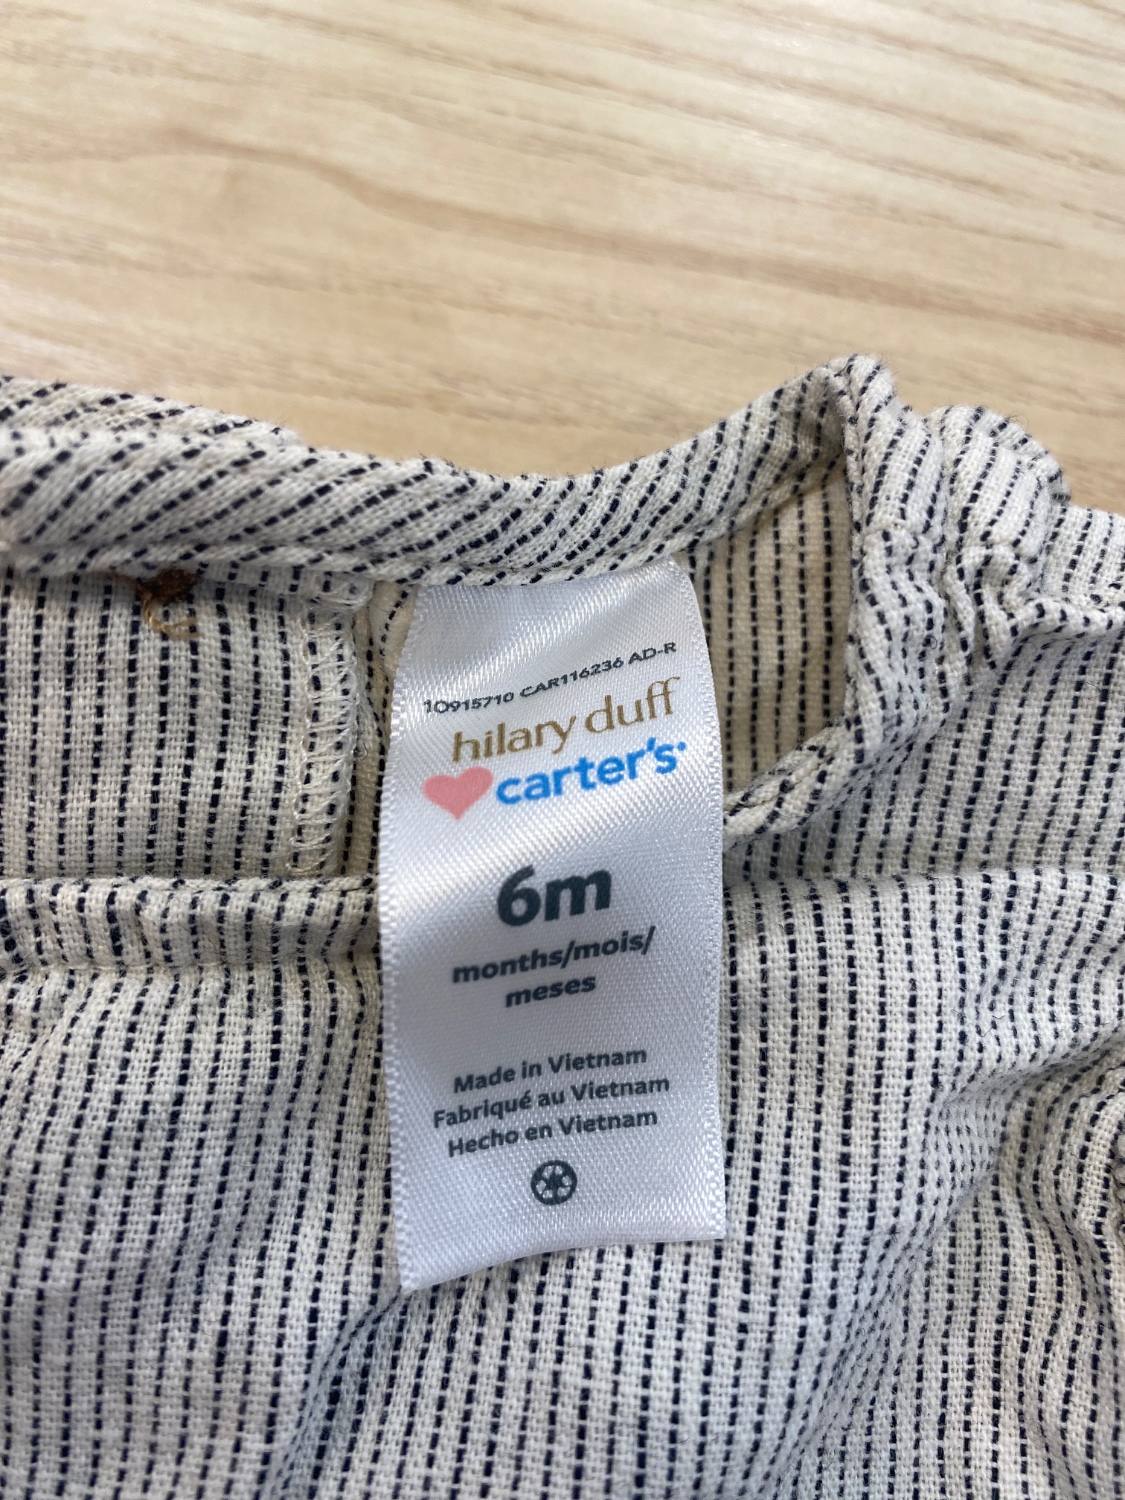 10915710 CAR116236 AD-R
hilary duff
carter's
6m
months/mois/
meses
Made in Vietnam
Fabriqué au Vietnam
Hecho en Vietnam